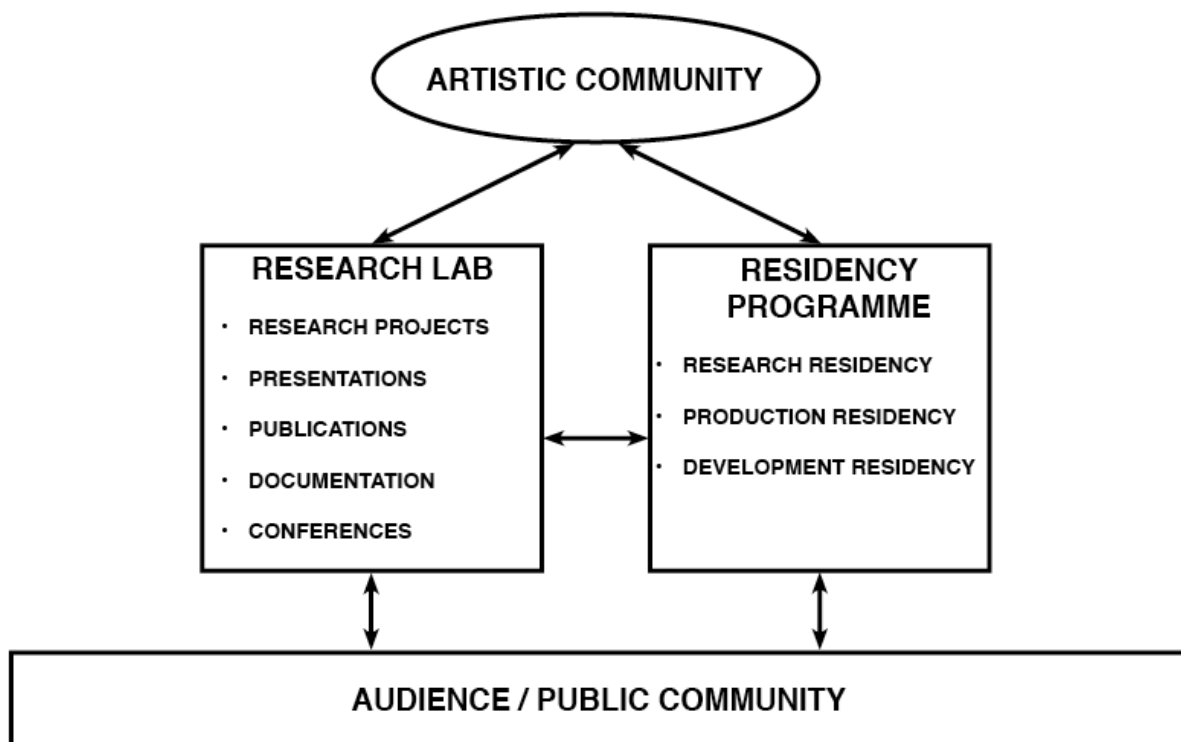 ARTISTIC COMMUNITY
RESEARCH LAB
· RESEARCH PROJECTS
· PRESENTATIONS
· PUBLICATIONS
· DOCUMENTATION
· CONFERENCES
RESIDENCY
PROGRAMME
· RESEARCH RESIDENCY
· PRODUCTION RESIDENCY
· DEVELOPMENT RESIDENCY
AUDIENCE / PUBLIC COMMUNITY